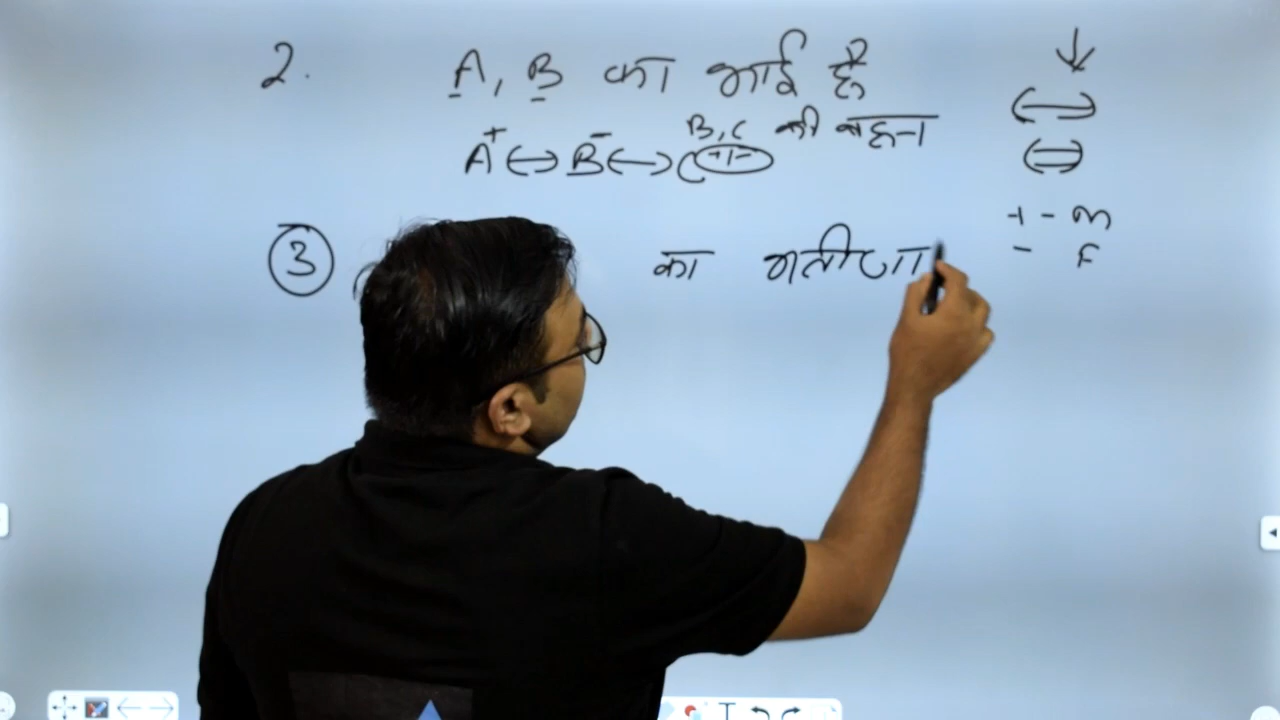 2. A, B का भाई है
B, C की बहन
A⁺ ↔ B⁻ ↔ C +/-
③ का भतीजा
+ - m
- F